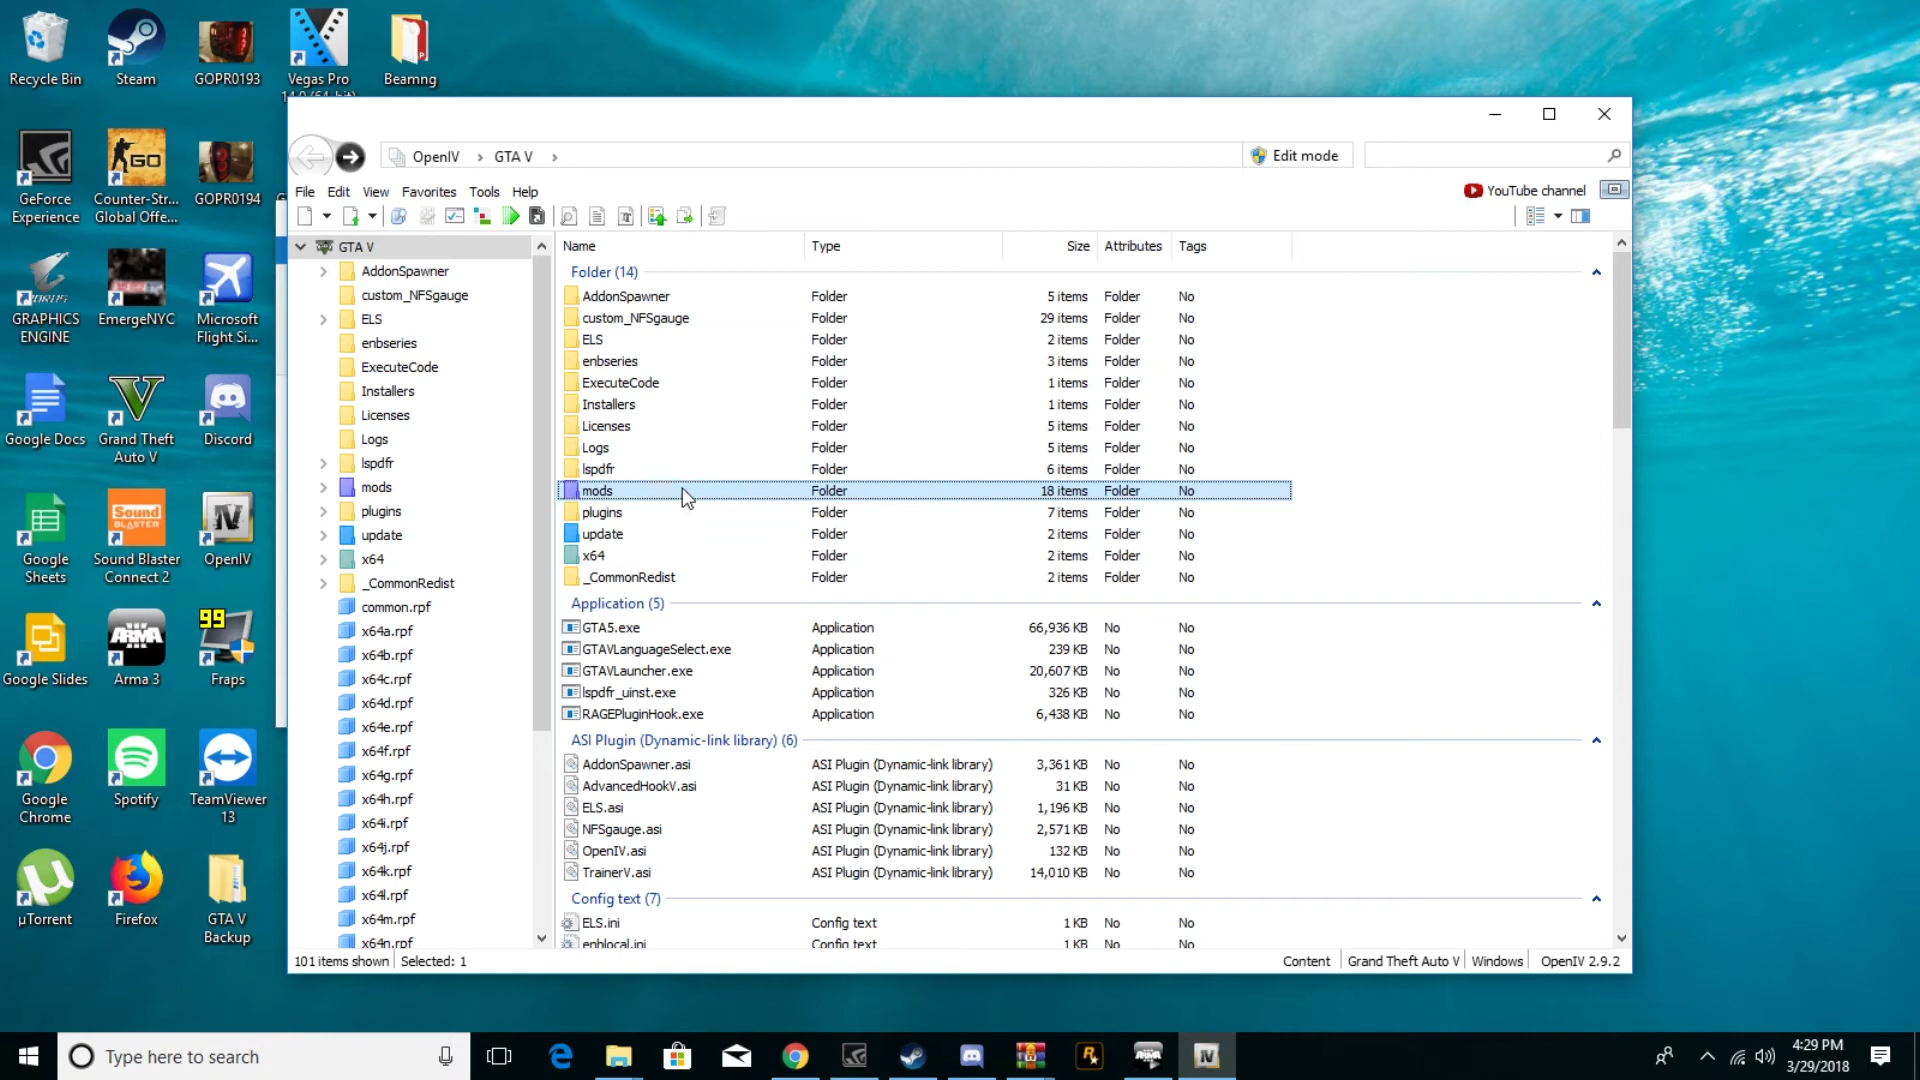 Recycle Bin
Steam
GOPR0193
Vegas Pro
Beamng
GeForce
Experience
Counter-Str...
Global Offe...
GOPR0194
GRAPHICS
ENGINE
EmergeNYC
Microsoft
Flight Si...
Google Docs
Grand Theft
Auto V
Discord
Google
Sheets
Sound Blaster
Connect 2
OpenIV
Google Slides
Arma 3
Fraps
Google
Chrome
Spotify
TeamViewer
13
µTorrent
Firefox
GTA V
Backup
OpenIV > GTA V >
Edit mode
File Edit View Favorites Tools Help
YouTube channel
GTA V
AddonSpawner
custom_NFSgauge
ELS
enbseries
ExecuteCode
Installers
Licenses
Logs
lspdfr
mods
plugins
update
x64
_CommonRedist
common.rpf
x64a.rpf
x64b.rpf
x64c.rpf
x64d.rpf
x64e.rpf
x64f.rpf
x64g.rpf
x64h.rpf
x64i.rpf
x64j.rpf
x64k.rpf
x64l.rpf
x64m.rpf
x64n.rpf
Name Type Size Attributes Tags
Folder (14)
AddonSpawner Folder 5 items Folder No
custom_NFSgauge Folder 29 items Folder No
ELS Folder 2 items Folder No
enbseries Folder 3 items Folder No
ExecuteCode Folder 1 items Folder No
Installers Folder 1 items Folder No
Licenses Folder 5 items Folder No
Logs Folder 5 items Folder No
lspdfr Folder 6 items Folder No
mods Folder 18 items Folder No
plugins Folder 7 items Folder No
update Folder 2 items Folder No
x64 Folder 2 items Folder No
_CommonRedist Folder 2 items Folder No
Application (5)
GTA5.exe Application 66,936 KB No No
GTAVLanguageSelect.exe Application 239 KB No No
GTAVLauncher.exe Application 20,607 KB No No
lspdfr_uinst.exe Application 326 KB No No
RAGEPluginHook.exe Application 6,438 KB No No
ASI Plugin (Dynamic-link library) (6)
AddonSpawner.asi ASI Plugin (Dynamic-link library) 3,361 KB No No
AdvancedHookV.asi ASI Plugin (Dynamic-link library) 31 KB No No
ELS.asi ASI Plugin (Dynamic-link library) 1,196 KB No No
NFSgauge.asi ASI Plugin (Dynamic-link library) 2,571 KB No No
OpenIV.asi ASI Plugin (Dynamic-link library) 132 KB No No
TrainerV.asi ASI Plugin (Dynamic-link library) 14,010 KB No No
Config text (7)
ELS.ini Config text 1 KB No No
enblocal.ini Config text 1 KB No No
101 items shown Selected: 1
Content Grand Theft Auto V Windows OpenIV 2.9.2
Type here to search
4:29 PM
3/29/2018